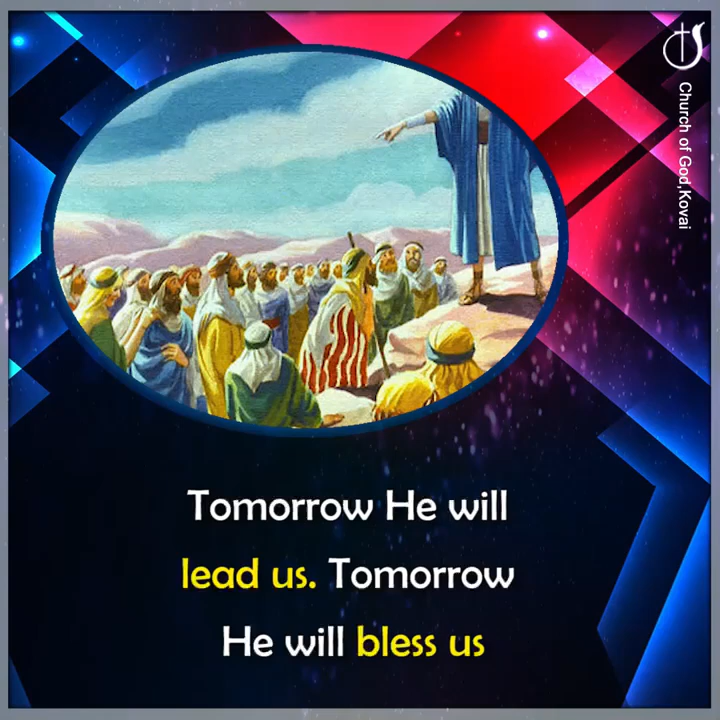 Church of God,Kovai
Tomorrow He will
lead us. Tomorrow
He will bless us